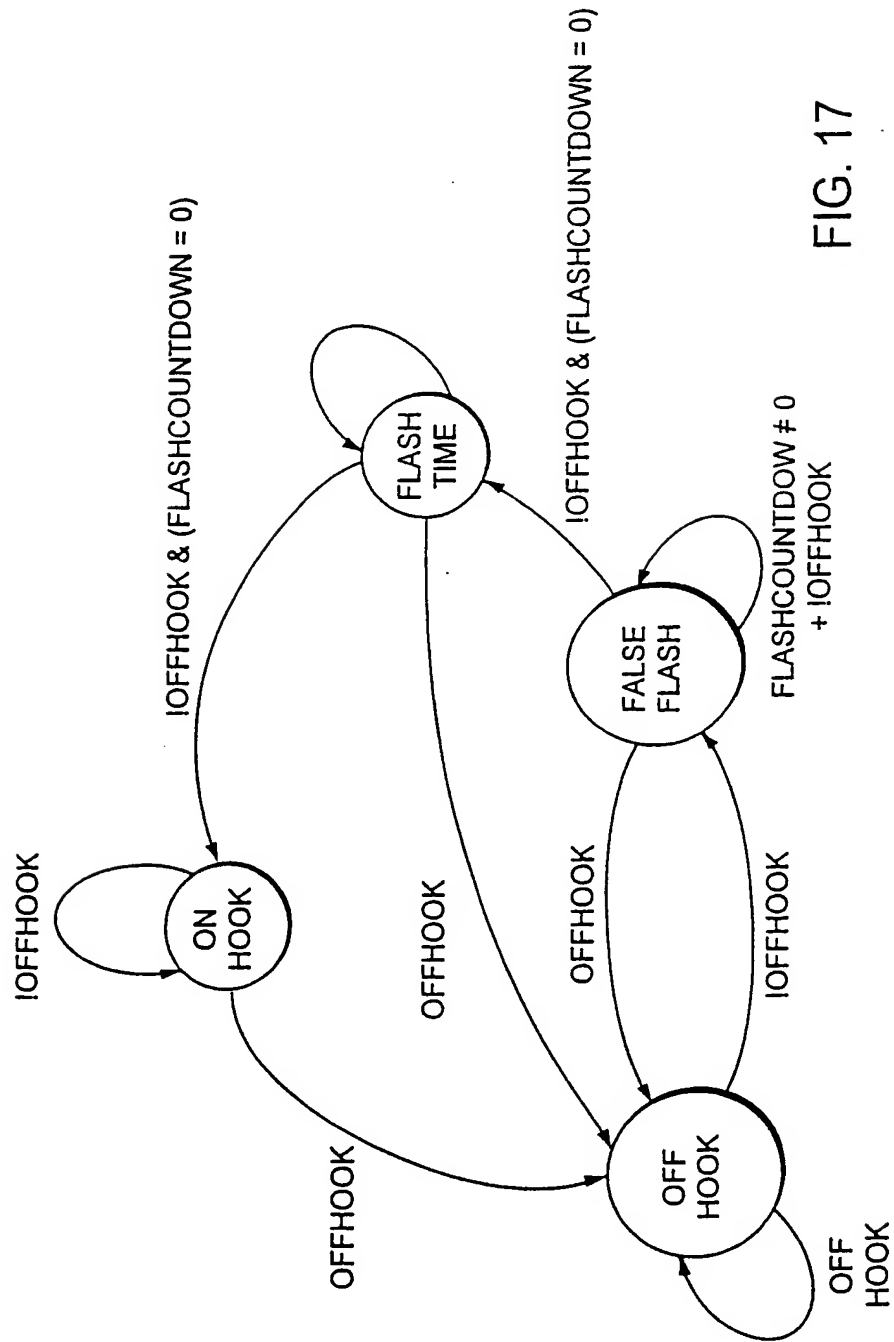 !OFFHOOK
ON
HOOK
!OFFHOOK & (FLASHCOUNTDOWN = 0)
OFFHOOK
OFFHOOK
FLASH
TIME
OFFHOOK
!OFFHOOK & (FLASHCOUNTDOWN = 0)
OFF
HOOK
FALSE
FLASH
!OFFHOOK
OFF
HOOK
FLASHCOUNTDOW ≠ 0
+ !OFFHOOK
FIG. 17